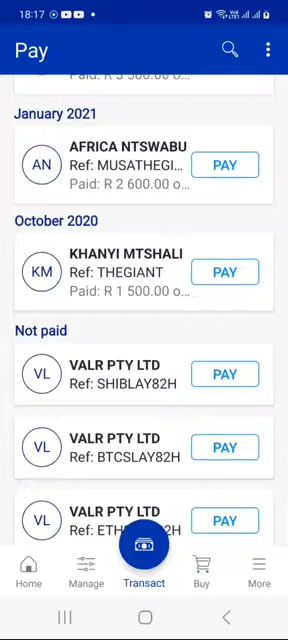 18:17
Pay
January 2021
AN
AFRICA NTSWABU
Ref: MUSATHEGI...
Paid: R 2 600.00 o...
PAY
October 2020
KM
KHANYI MTSHALI
Ref: THEGIANT
Paid: R 1 500.00 o...
PAY
Not paid
VL
VALR PTY LTD
Ref: SHIBLAY82H
PAY
VL
VALR PTY LTD
Ref: BTCSLAY82H
PAY
VL
VALR PTY LTD
PAY
Home
Manage
Transact
Buy
More